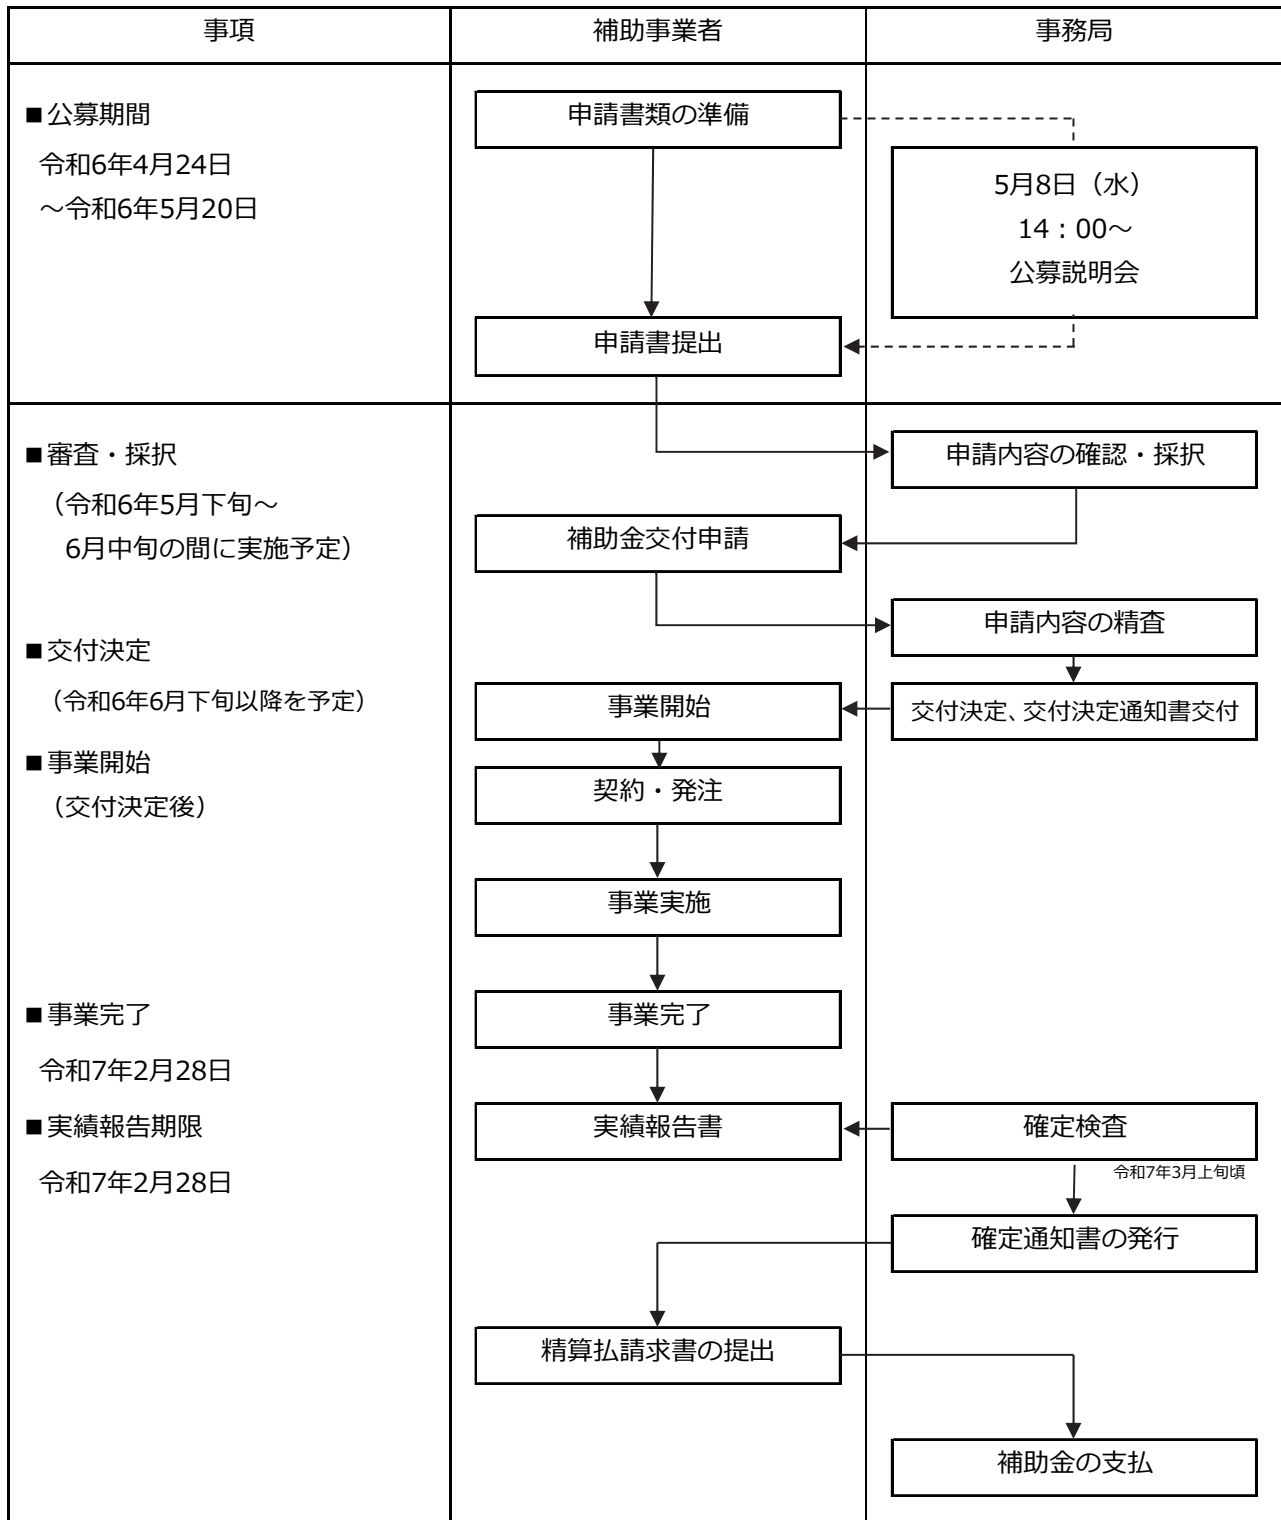 事項
補助事業者
事務局
■公募期間
令和6年4月24日
～令和6年5月20日
申請書類の準備
5月8日（水）
14：00～
公募説明会
申請書提出
■審査・採択
（令和6年5月下旬～
6月中旬の間に実施予定）
申請内容の確認・採択
補助金交付申請
申請内容の精査
■交付決定
（令和6年6月下旬以降を予定）
事業開始
交付決定、交付決定通知書交付
■事業開始
（交付決定後）
契約・発注
事業実施
■事業完了
令和7年2月28日
事業完了
■実績報告期限
令和7年2月28日
実績報告書
確定検査
令和7年3月上旬頃
確定通知書の発行
精算払請求書の提出
補助金の支払